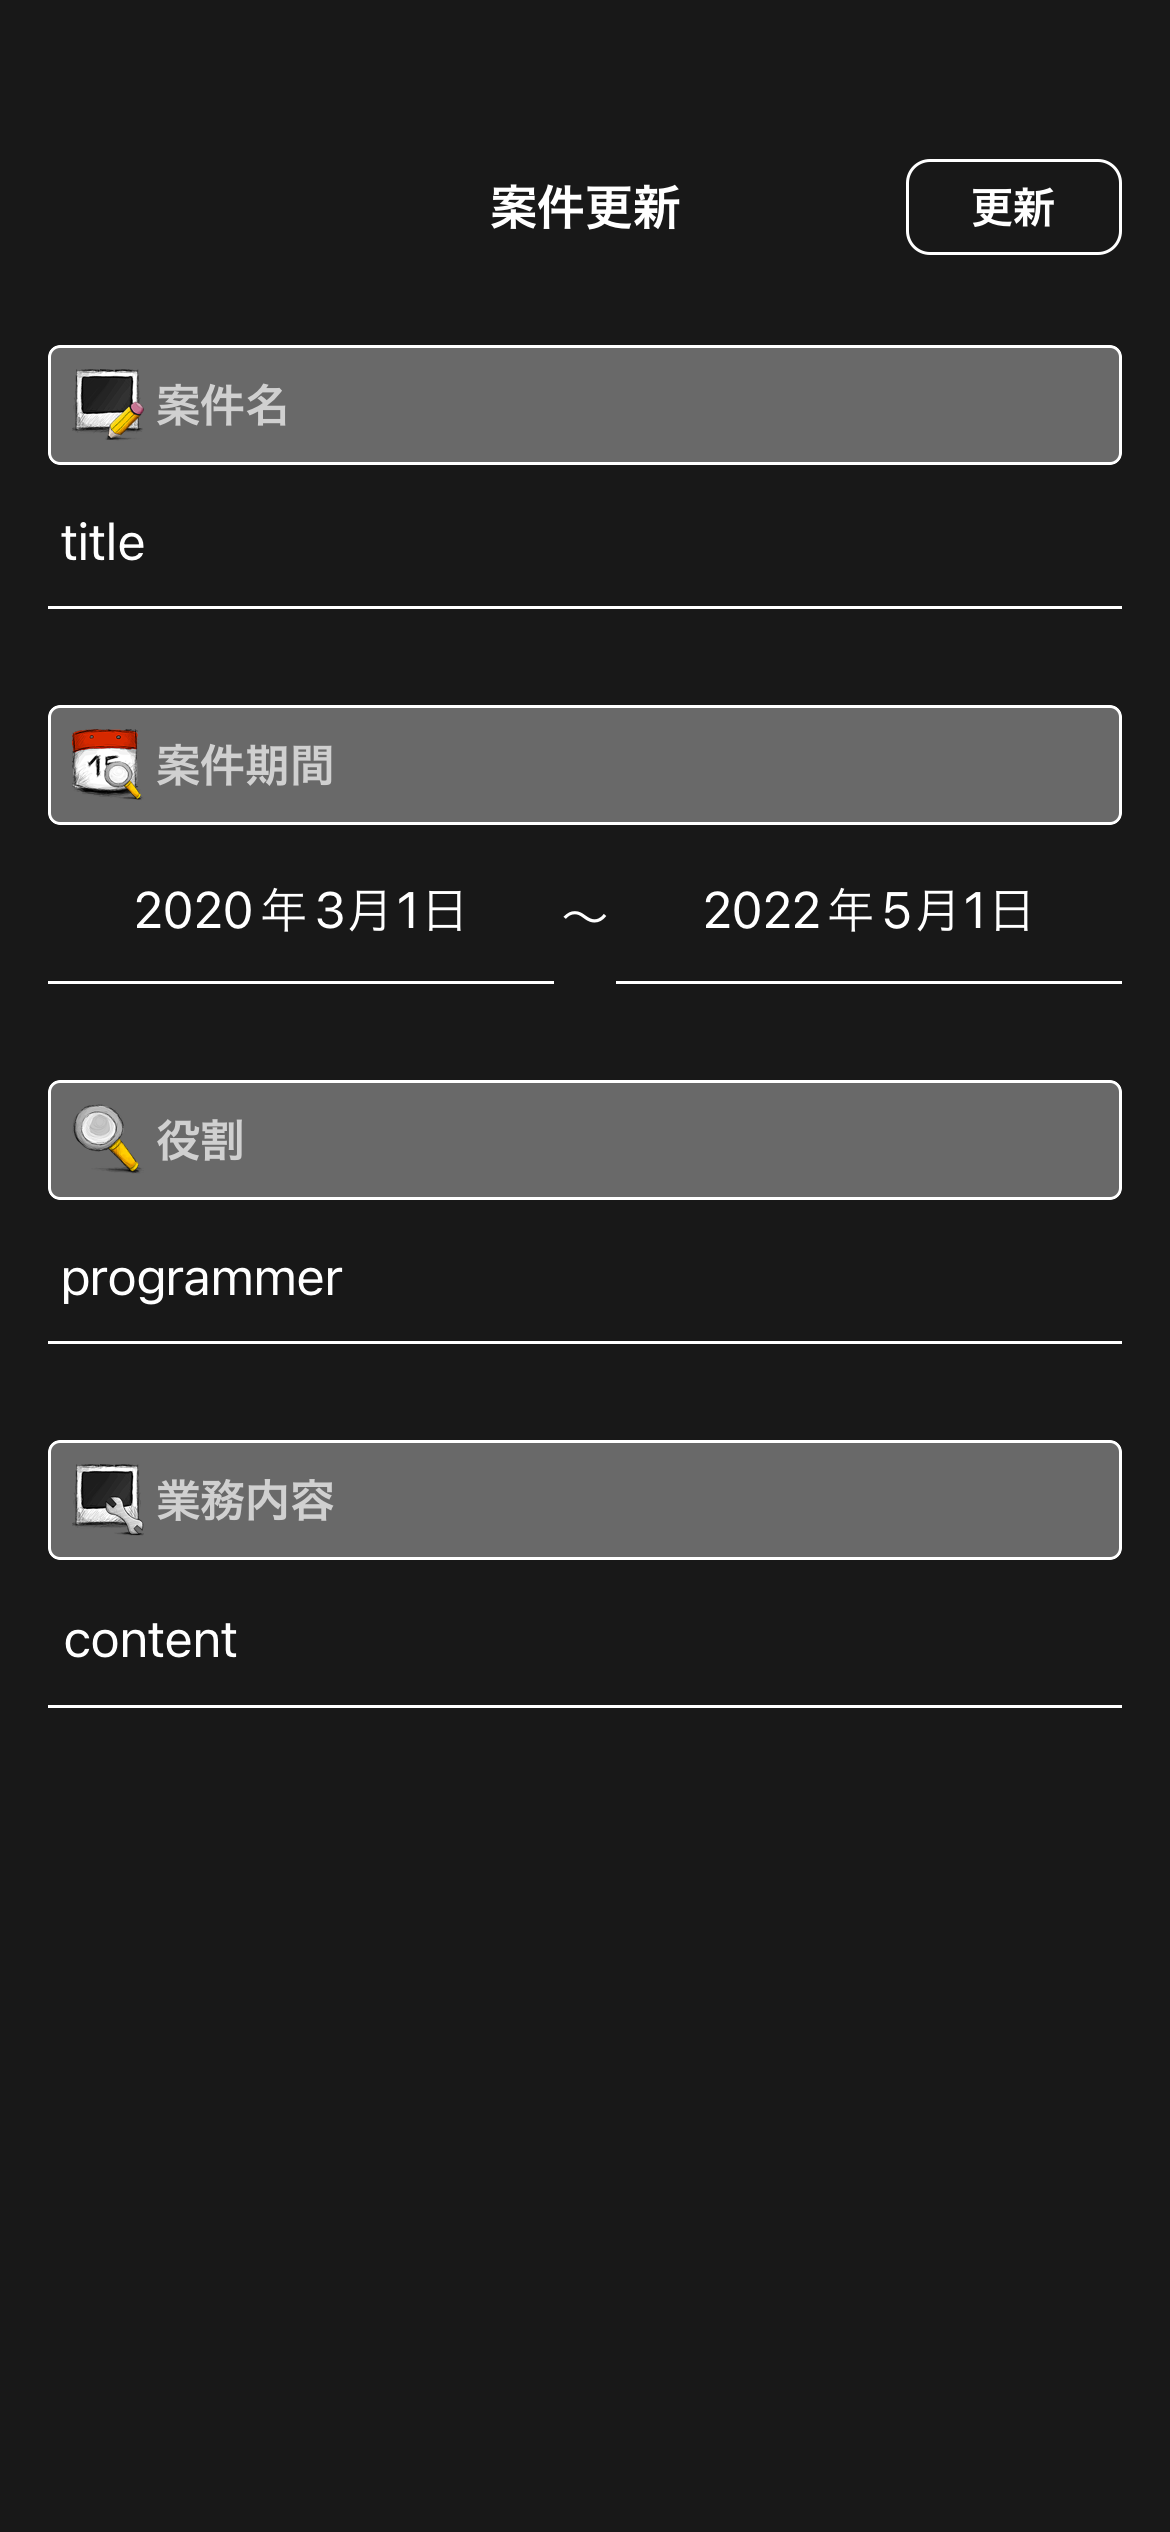 案件更新
更新
案件名
title
15
案件期間
2020年3月1日 〜 2022年5月1日
役割
programmer
業務内容
content